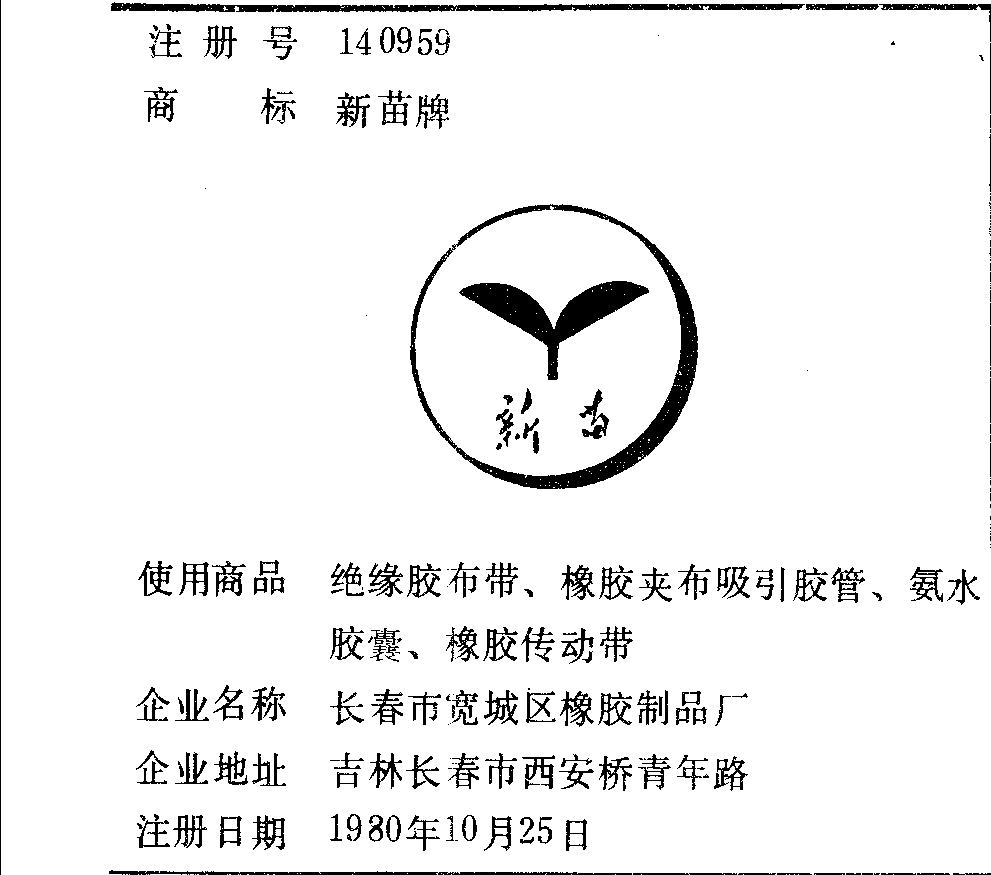 注册号 140959
商标 新苗牌
新苗
使用商品 绝缘胶布带、橡胶夹布吸引胶管、氨水
胶囊、橡胶传动带
企业名称 长春市宽城区橡胶制品厂
企业地址 吉林长春市西安桥青年路
注册日期 1980年10月25日